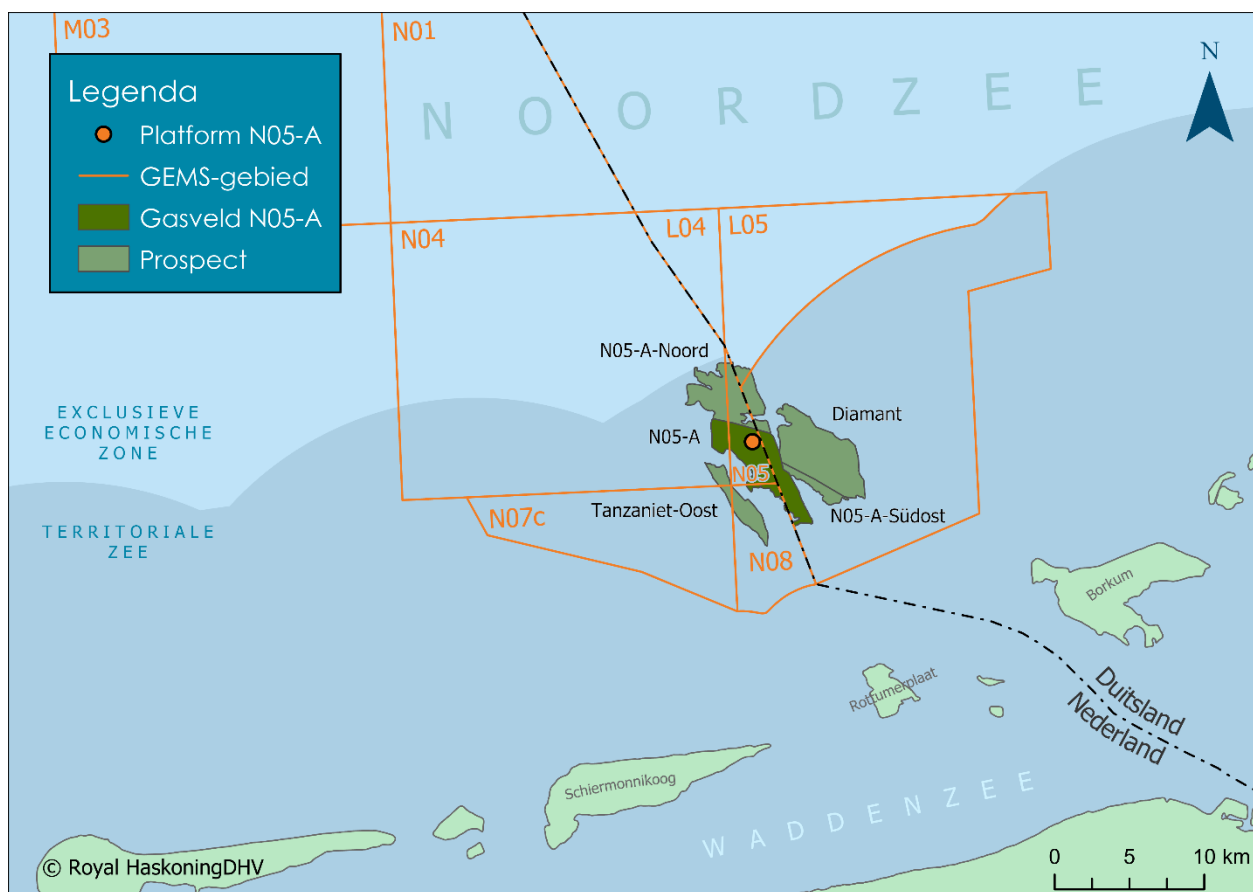 M03
N01
Legenda
Platform N05-A
GEMS-gebied
Gasveld N05-A
Prospect
N
NOORDZEE
N04
L04
L05
N05-A-Noord
EXCLUSIEVE
ECONOMISCHE
ZONE
Diamant
N05-A
N05
TERRITORIALE
ZEE
N07c
Tanzaniet-Oost
N05-A-Südost
N08
Borkum
Rottumerplaat
Duitsland
Nederland
Schiermonnikoog
WADDENZEE
© Royal HaskoningDHV
0 5 10 km